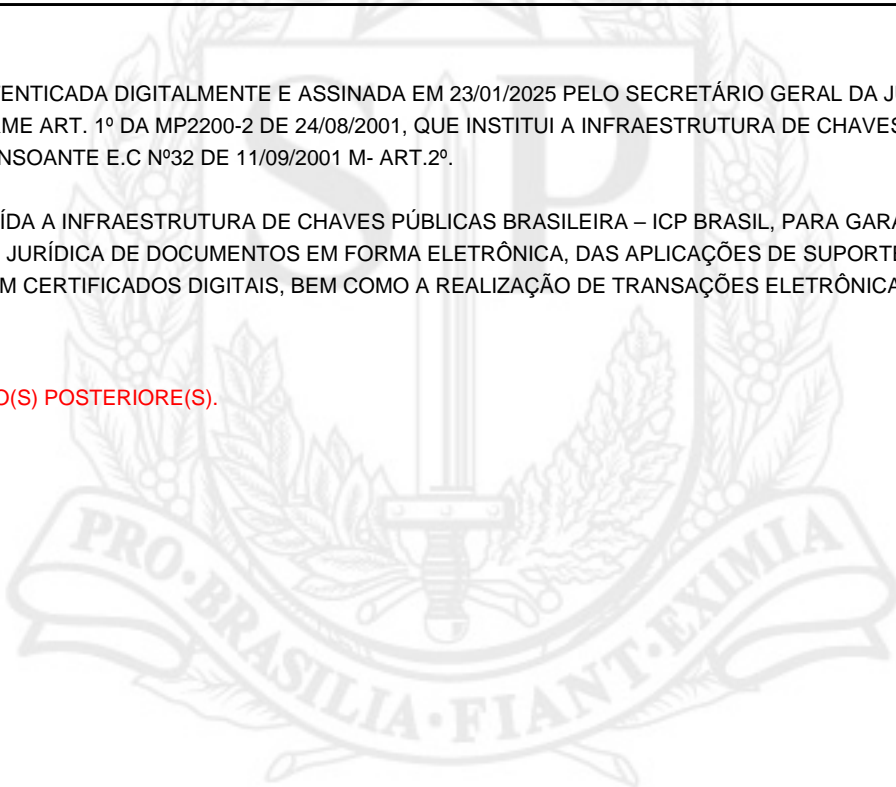 ENTICADA DIGITALMENTE E ASSINADA EM 23/01/2025 PELO SECRETÁRIO GERAL DA J
ME ART. 1º DA MP2200-2 DE 24/08/2001, QUE INSTITUI A INFRAESTRUTURA DE CHAVES
NSOANTE E.C Nº32 DE 11/09/2001 M- ART.2º.
ÍDA A INFRAESTRUTURA DE CHAVES PÚBLICAS BRASILEIRA – ICP BRASIL, PARA GARA
JURÍDICA DE DOCUMENTOS EM FORMA ELETRÔNICA, DAS APLICAÇÕES DE SUPORTE
M CERTIFICADOS DIGITAIS, BEM COMO A REALIZAÇÃO DE TRANSAÇÕES ELETRÔNICA
O(S) POSTERIORE(S).
SP
PRO·BRASILIA·FIANT·EXIMIA